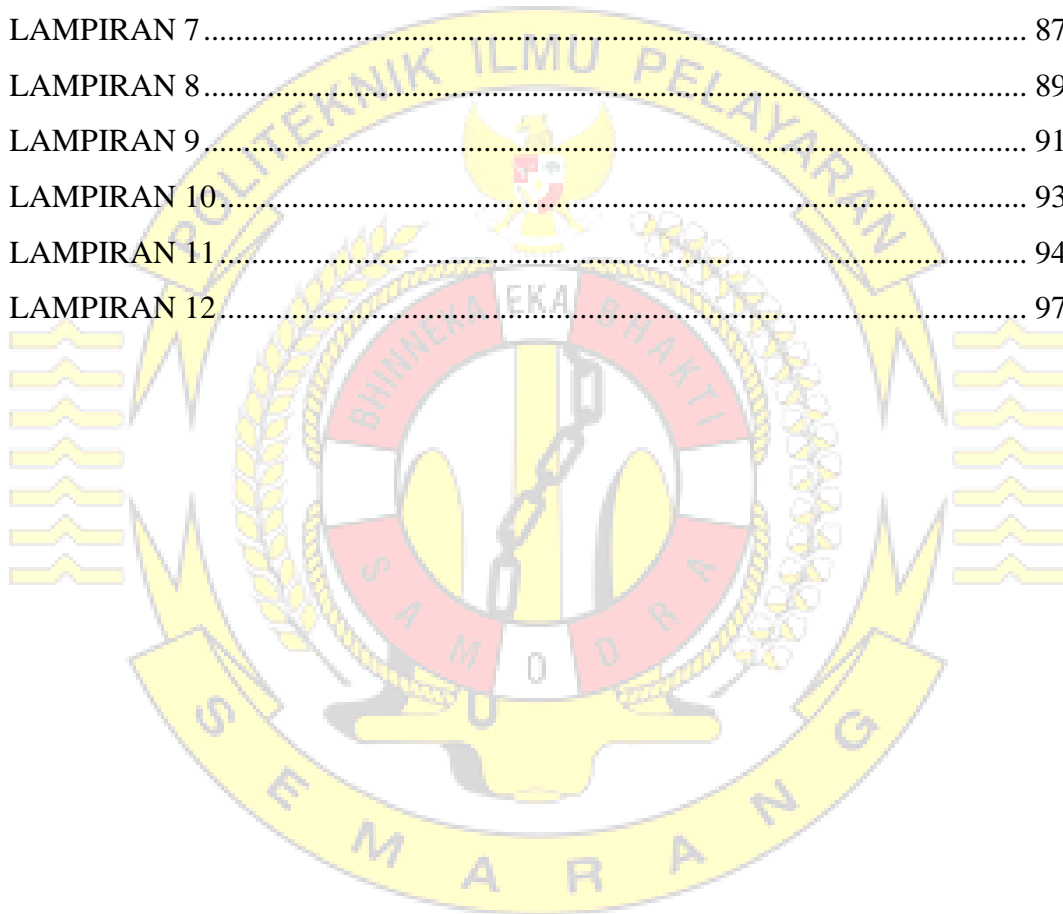 LAMPIRAN 7........................................................................................................ 87
LAMPIRAN 8........................................................................................................ 89
LAMPIRAN 9........................................................................................................ 91
LAMPIRAN 10...................................................................................................... 93
LAMPIRAN 11...................................................................................................... 94
LAMPIRAN 12...................................................................................................... 97
POLITEKNIK ILMU PELAYARAN
BHINNEKA EKA BHAKTI
SAMODRA
SEMARANG